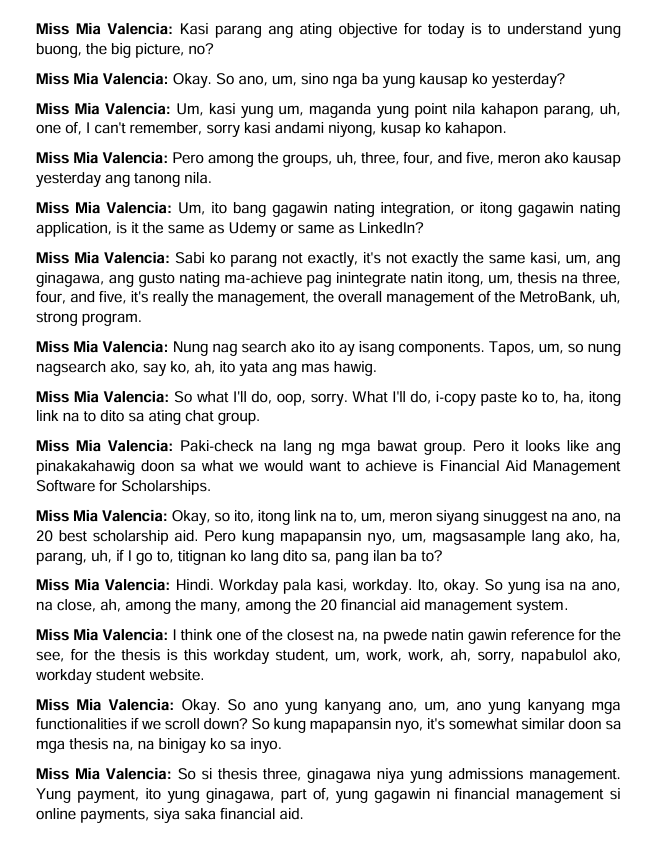 Miss Mia Valencia: Kasi parang ang ating objective for today is to understand yung
buong, the big picture, no?
Miss Mia Valencia: Okay. So ano, um, sino nga ba yung kausap ko yesterday?
Miss Mia Valencia: Um, kasi yung um, maganda yung point nila kahapon parang, uh,
one of, I can't remember, sorry kasi andami niyong, kusap ko kahapon.
Miss Mia Valencia: Pero among the groups, uh, three, four, and five, meron ako kausap
yesterday ang tanong nila.
Miss Mia Valencia: Um, ito bang gagawin nating integration, or itong gagawin nating
application, is it the same as Udemy or same as LinkedIn?
Miss Mia Valencia: Sabi ko parang not exactly, it's not exactly the same kasi, um, ang
ginagawa, ang gusto nating ma-achieve pag inintegrate natin itong, um, thesis na three,
four, and five, it's really the management, the overall management of the MetroBank, uh,
strong program.
Miss Mia Valencia: Nung nag search ako ito ay isang components. Tapos, um, so nung
nagsearch ako, say ko, ah, ito yata ang mas hawig.
Miss Mia Valencia: So what I'll do, oop, sorry. What I'll do, i-copy paste ko to, ha, itong
link na to dito sa ating chat group.
Miss Mia Valencia: Paki-check na lang ng mga bawat group. Pero it looks like ang
pinakakahawig doon sa what we would want to achieve is Financial Aid Management
Software for Scholarships.
Miss Mia Valencia: Okay, so ito, itong link na to, um, meron siyang sinuggest na ano, na
20 best scholarship aid. Pero kung mapapansin nyo, um, magsasample lang ako, ha,
parang, uh, if I go to, titignan ko lang dito sa, pang ilan ba to?
Miss Mia Valencia: Hindi. Workday pala kasi, workday. Ito, okay. So yung isa na ano,
na close, ah, among the many, among the 20 financial aid management system.
Miss Mia Valencia: I think one of the closest na, na pwede natin gawin reference for the
see, for the thesis is this workday student, um, work, work, ah, sorry, napabulol ako,
workday student website.
Miss Mia Valencia: Okay. So ano yung kanyang ano, um, ano yung kanyang mga
functionalities if we scroll down? So kung mapapansin nyo, it's somewhat similar doon sa
mga thesis na, na binigay ko sa inyo.
Miss Mia Valencia: So si thesis three, ginagawa niya yung admissions management.
Yung payment, ito yung ginagawa, part of, yung gagawin ni financial management si
online payments, siya saka financial aid.